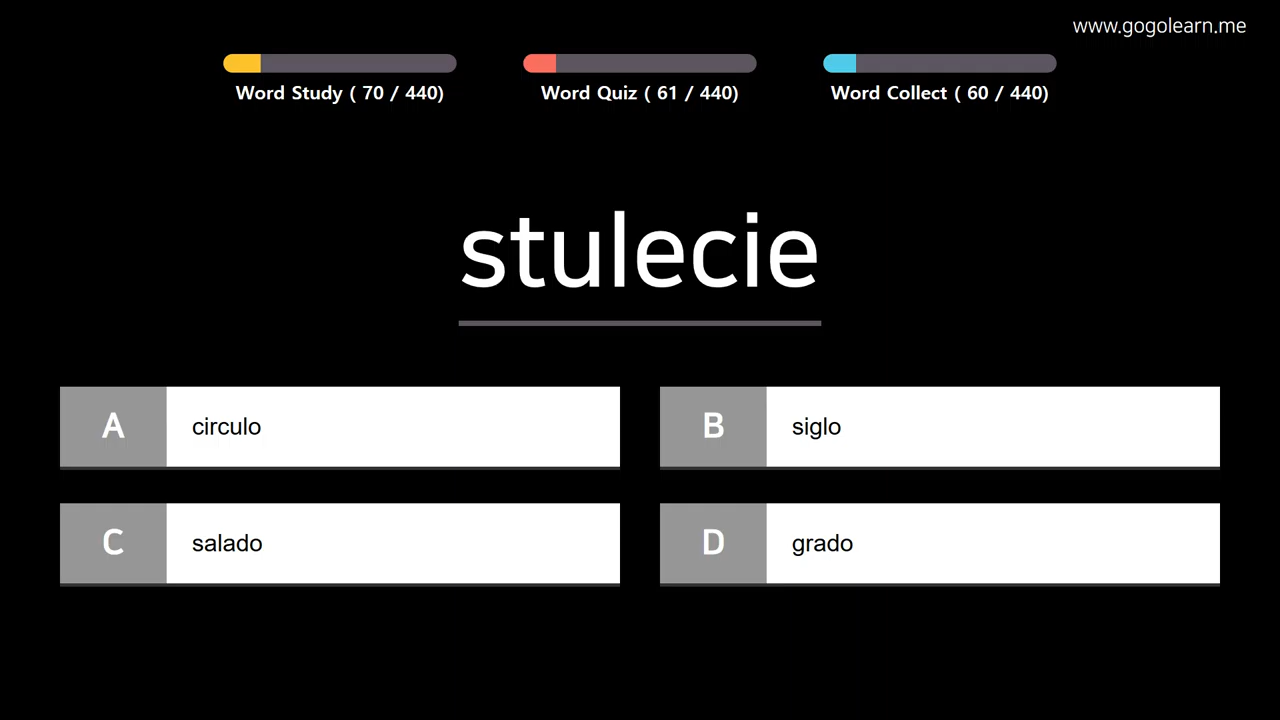 www.gogolearn.me
Word Study ( 70 / 440)
Word Quiz ( 61 / 440)
Word Collect ( 60 / 440)
stulecie
A circulo
B siglo
C salado
D grado